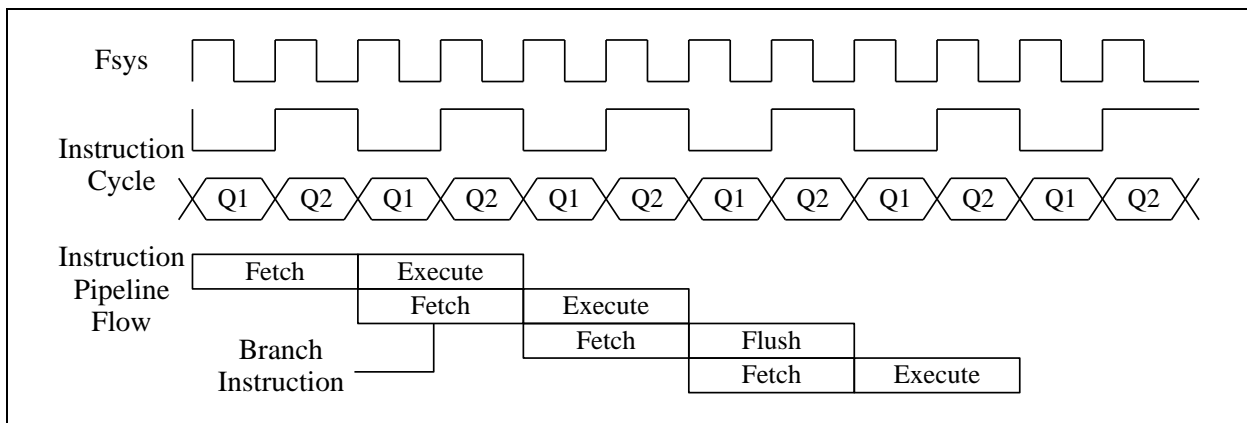 Fsys
Instruction
Cycle
Q1 Q2 Q1 Q2 Q1 Q2 Q1 Q2 Q1 Q2 Q1 Q2
Instruction
Pipeline
Flow
Fetch Execute
Fetch Execute
Fetch Flush
Fetch Execute
Branch
Instruction